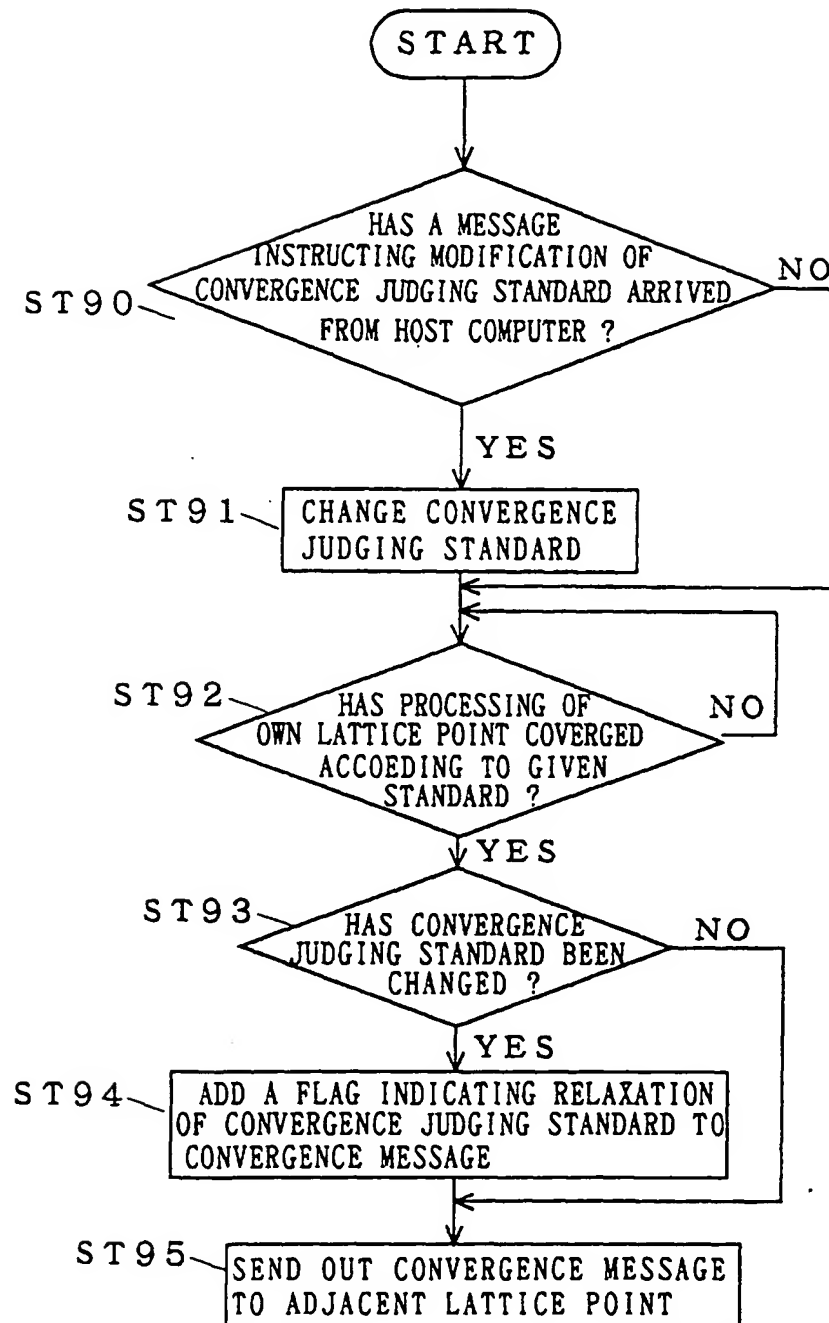 START
HAS A MESSAGE
INSTRUCTING MODIFICATION OF
CONVERGENCE JUDGING STANDARD ARRIVED
FROM HOST COMPUTER ?
NO
ST90
YES
ST91
CHANGE CONVERGENCE
JUDGING STANDARD
ST92
HAS PROCESSING OF
OWN LATTICE POINT COVERGED
ACCOEDING TO GIVEN
STANDARD ?
NO
YES
ST93
HAS CONVERGENCE
JUDGING STANDARD BEEN
CHANGED ?
NO
YES
ST94
ADD A FLAG INDICATING RELAXATION
OF CONVERGENCE JUDGING STANDARD TO
CONVERGENCE MESSAGE
ST95
SEND OUT CONVERGENCE MESSAGE
TO ADJACENT LATTICE POINT